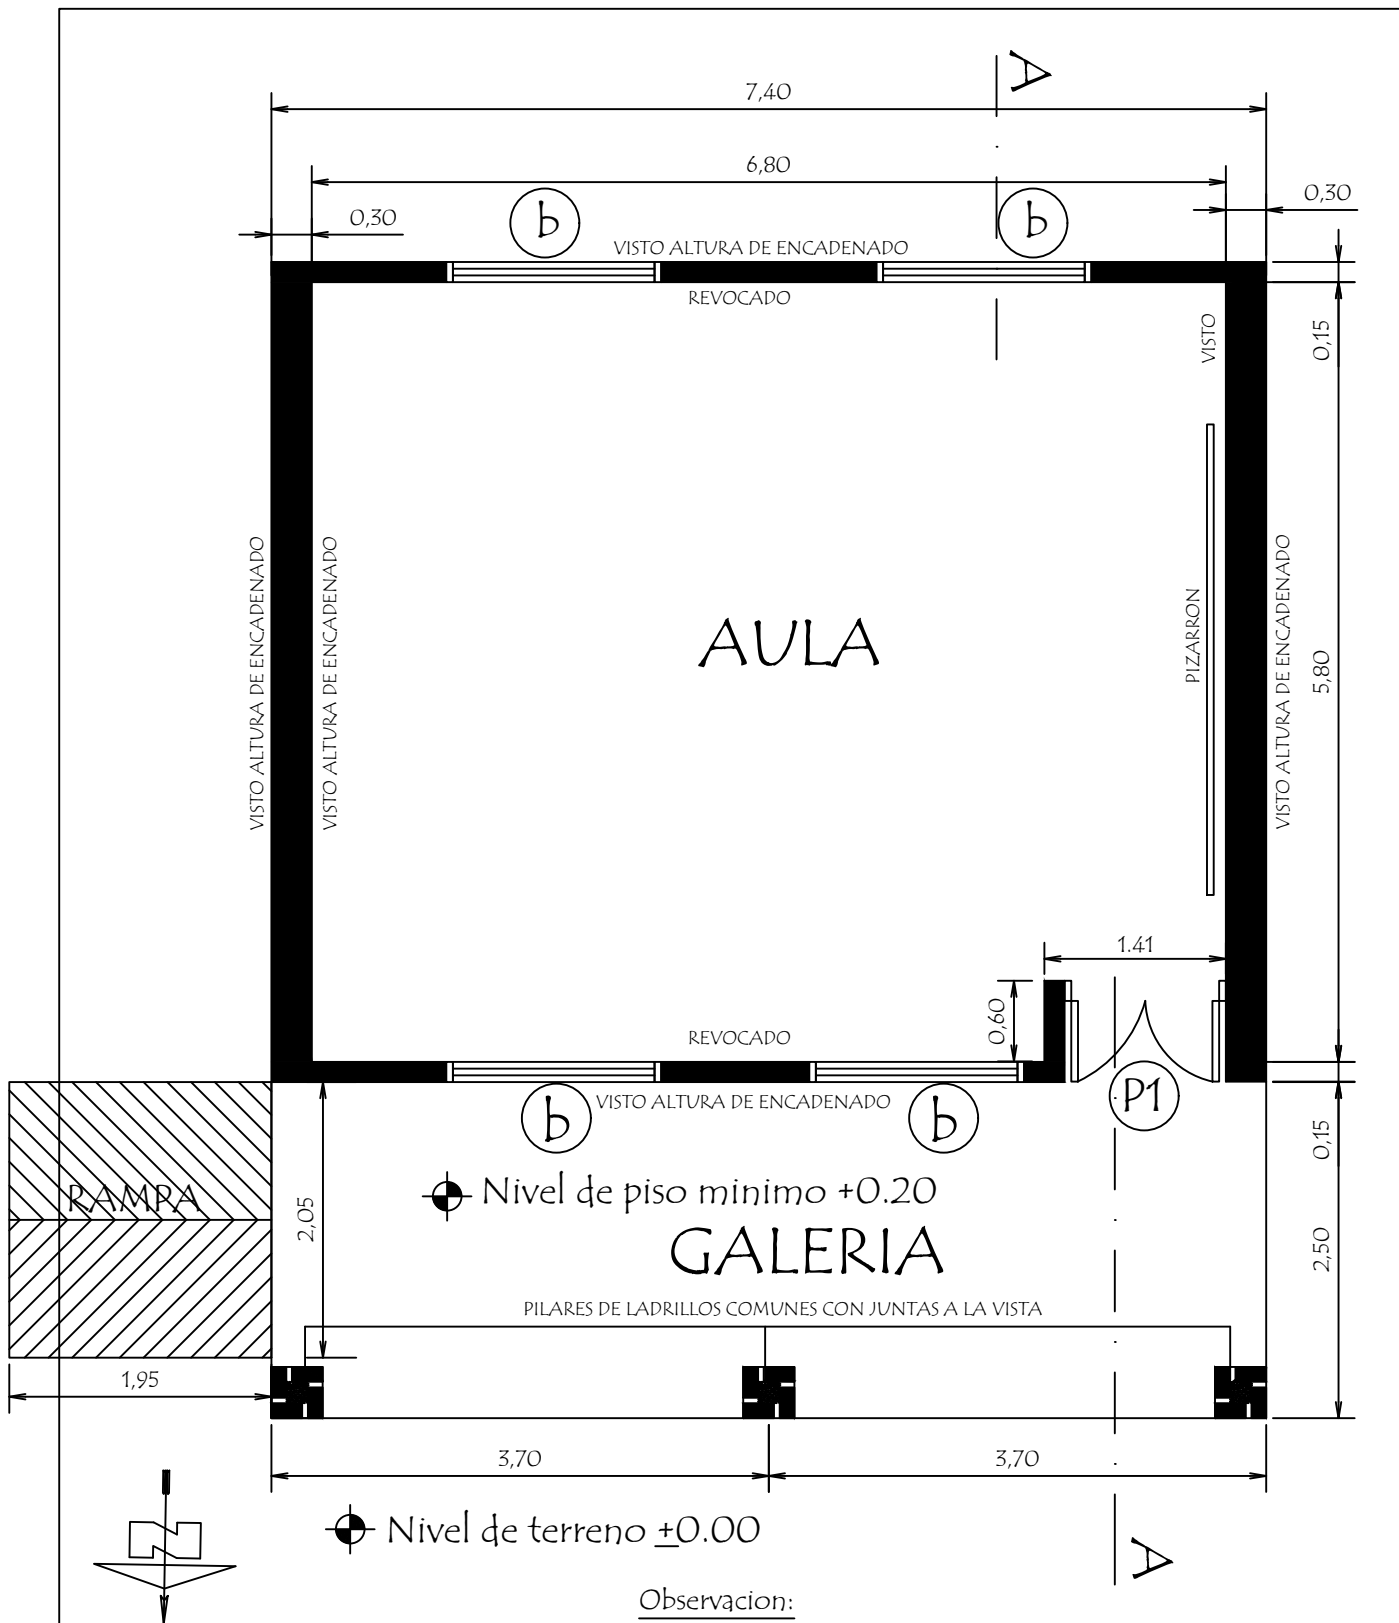 A
7,40
6,80
0,30
0,30
b
b
VISTO ALTURA DE ENCADENADO
REVOCADO
VISTO
0,15
VISTO ALTURA DE ENCADENADO
VISTO ALTURA DE ENCADENADO
AULA
PIZARRON
VISTO ALTURA DE ENCADENADO
5,80
1.41
0,60
REVOCADO
b
VISTO ALTURA DE ENCADENADO
b
P1
0,15
RAMPA
2,05
Nivel de piso minimo +0.20
GALERIA
2,50
PILARES DE LADRILLOS COMUNES CON JUNTAS A LA VISTA
1,95
3,70
3,70
N
Nivel de terreno ±0.00
A
Observacion: